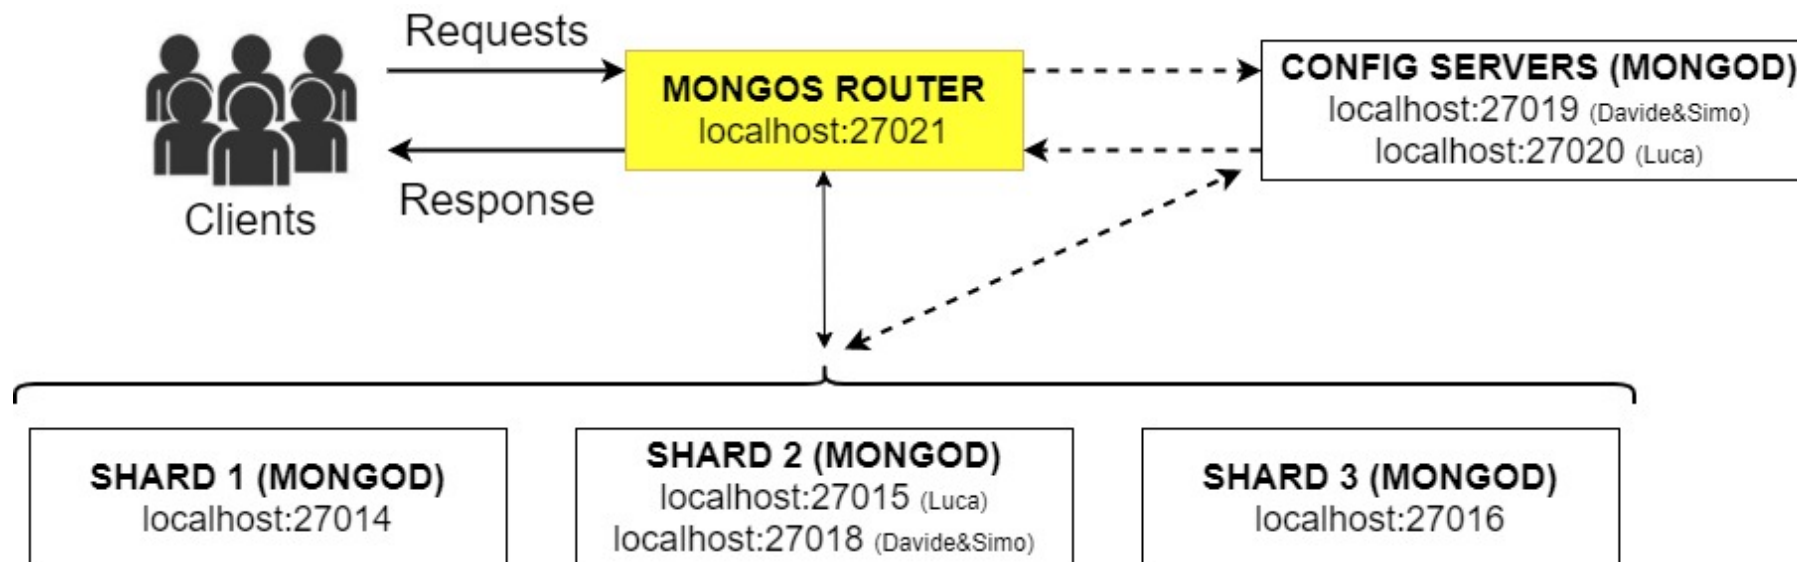 Requests
MONGOS ROUTER
localhost:27021
CONFIG SERVERS (MONGOD)
localhost:27019 (Davide&Simo)
localhost:27020 (Luca)
Response
Clients
SHARD 1 (MONGOD)
localhost:27014
SHARD 2 (MONGOD)
localhost:27015 (Luca)
localhost:27018 (Davide&Simo)
SHARD 3 (MONGOD)
localhost:27016